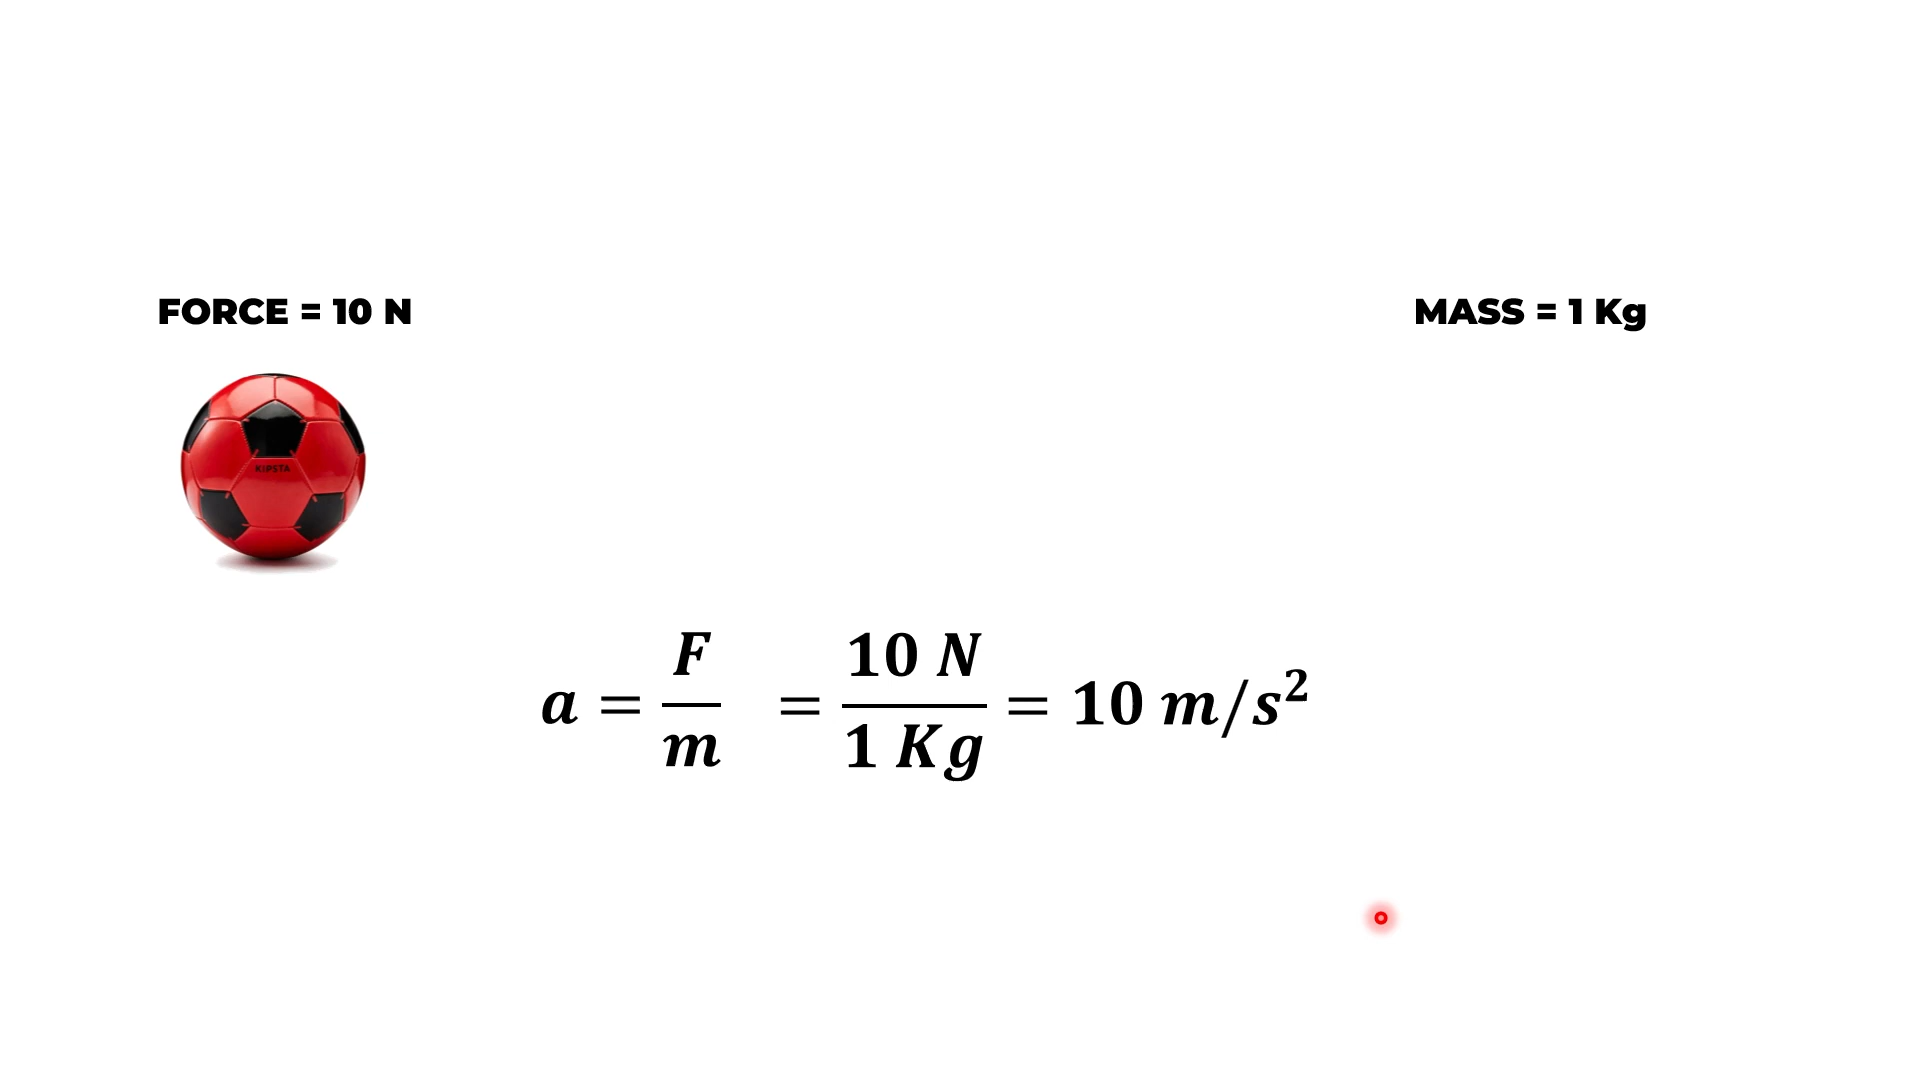 FORCE = 10 N
MASS = 1 Kg
KIPSTA
a = F/m = 10 N/1 Kg = 10 m/s²